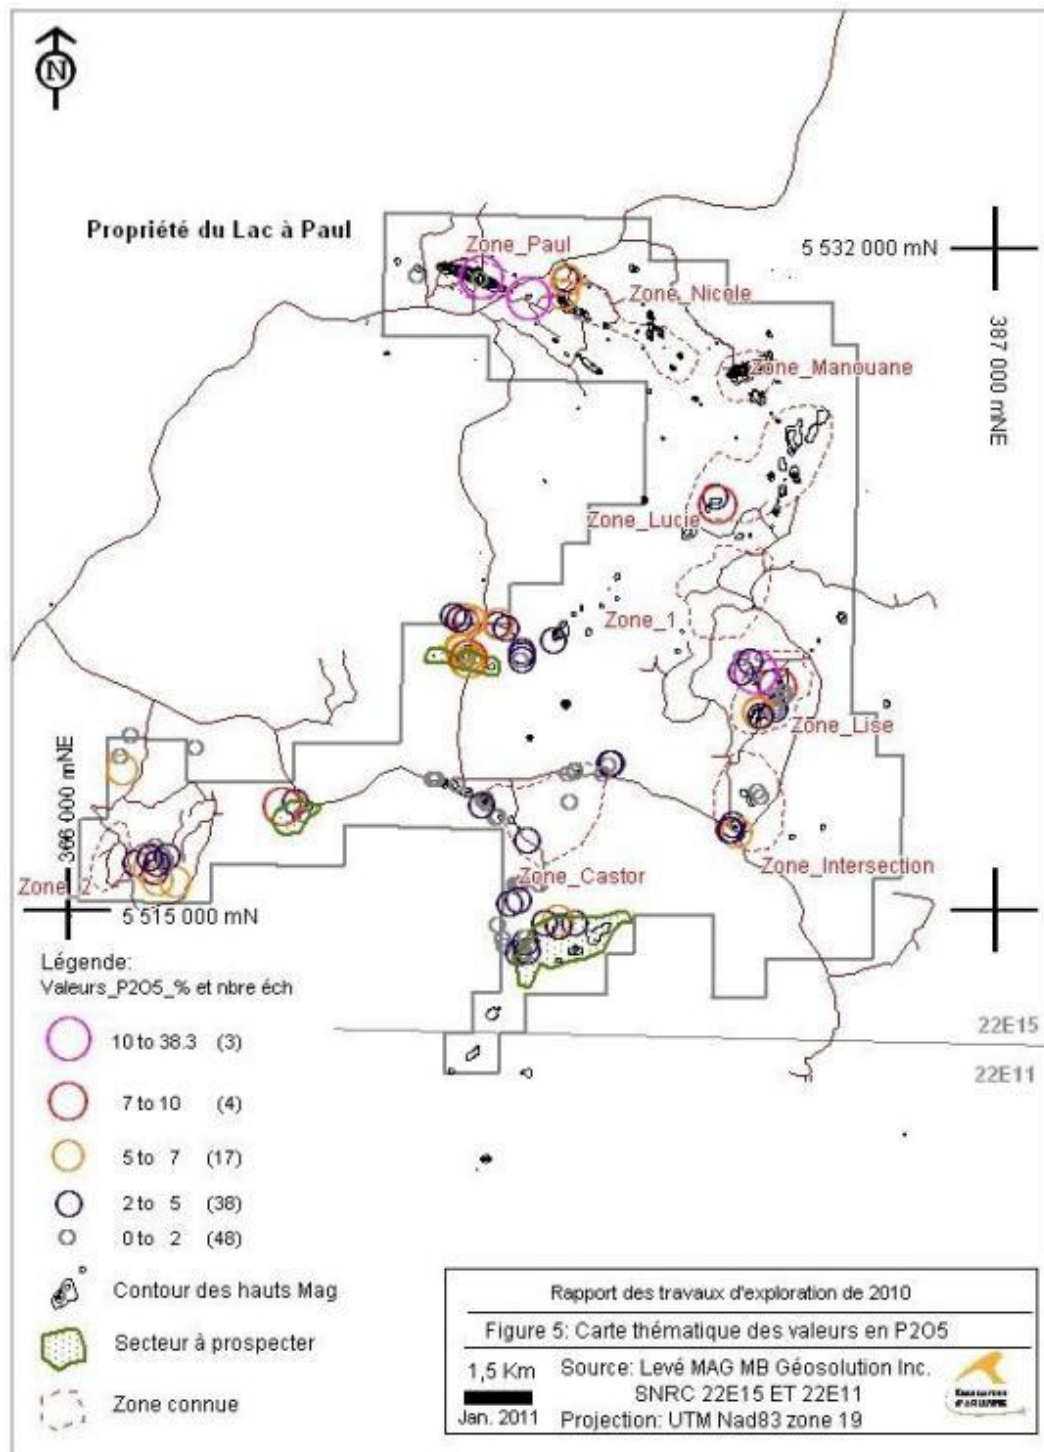 N
Propriété du Lac à Paul
Zone_Paul
5 532 000 mN
Zone_Nicole
387 000 mNE
Zone_Manouane
Zone_Lucie
Zone_1
Zone_Lise
366 000 mNE
Zone_Intersection
Zone_Castor
Zone_2
5 515 000 mN
Légende:
Valeurs_P2O5_% et nbre éch
10 to 38.3 (3)
7 to 10 (4)
5 to 7 (17)
2 to 5 (38)
0 to 2 (48)
Contour des hauts Mag
Secteur à prospecter
Zone connue
22E15
22E11
Rapport des travaux d'exploration de 2010
Figure 5: Carte thématique des valeurs en P2O5
1,5 Km
Jan. 2011
Source: Levé MAG MB Géosolution Inc.
SNRC 22E15 ET 22E11
Projection: UTM Nad83 zone 19